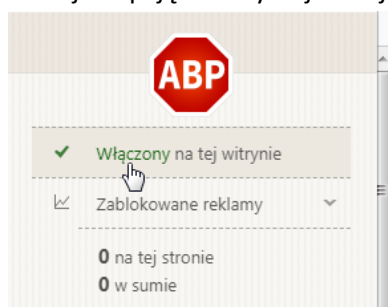 ABP
Włączony na tej witrynie
Zablokowane reklamy
0 na tej stronie
0 w sumie